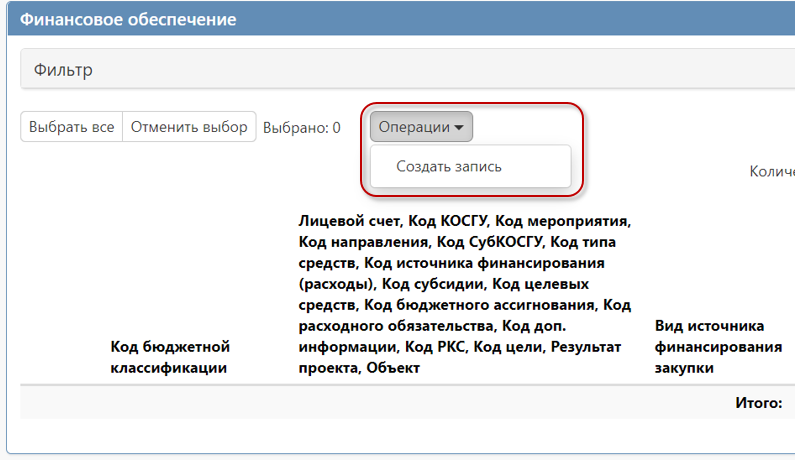 Финансовое обеспечение
Фильтр
Выбрать все Отменить выбор Выбрано: 0 Операции
Создать запись
Лицевой счет, Код КОСГУ, Код мероприятия,
Код направления, Код СубКОСГУ, Код типа
средств, Код источника финансирования
(расходы), Код субсидии, Код целевых
средств, Код бюджетного ассигнования, Код
расходного обязательства, Код доп.
информации, Код РКС, Код цели, Результат
проекта, Объект
Код бюджетной
классификации
Вид источника
финансирования
закупки
Итого: